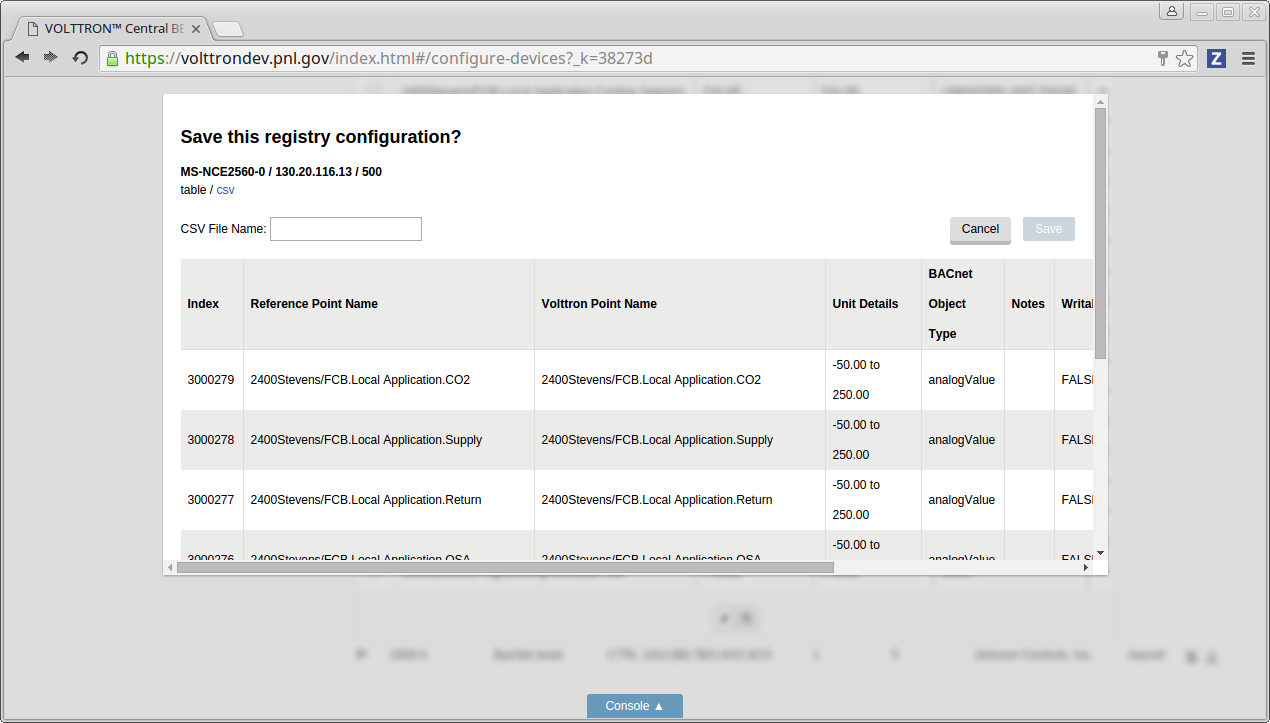 VOLTTRON™ Central BE
https://volttrondev.pnl.gov/index.html#/configure-devices?_k=38273d
Z
Save this registry configuration?
MS-NCE2560-0 / 130.20.116.13 / 500
table / csv
CSV File Name:
Cancel
Save
Index
Reference Point Name
Volttron Point Name
Unit Details
BACnet
Object
Type
Notes
Writal
3000279
2400Stevens/FCB.Local Application.CO2
2400Stevens/FCB.Local Application.CO2
-50.00 to
250.00
analogValue
FALS
3000278
2400Stevens/FCB.Local Application.Supply
2400Stevens/FCB.Local Application.Supply
-50.00 to
250.00
analogValue
FALS
3000277
2400Stevens/FCB.Local Application.Return
2400Stevens/FCB.Local Application.Return
-50.00 to
250.00
analogValue
FALS
3000276
2400Stevens/FCB.Local Application.OSA
2400Stevens/FCB.Local Application.OSA
-50.00 to
analogValue
FALS
Console ▲